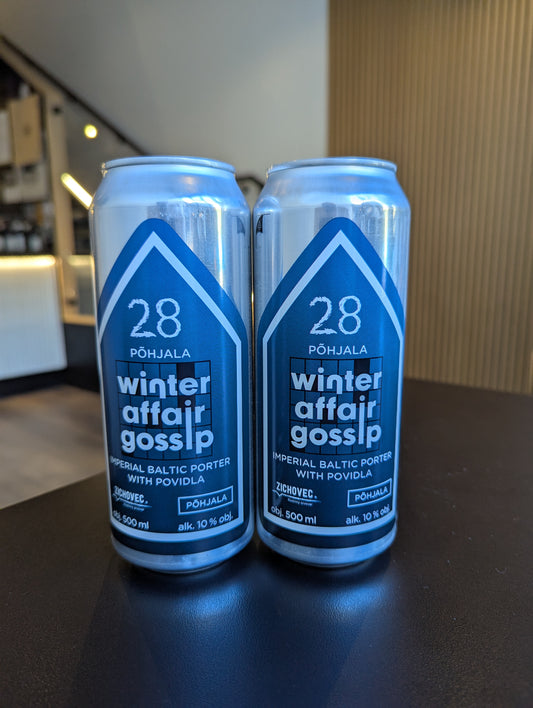 28
PÕHJALA
winter
affair
gossip
IMPERIAL BALTIC PORTER
WITH POVIDLA
ZICHOVEC.
PÕHJALA
obj. 500 ml
alk. 10 % obj.
28
PÕHJALA
winter
affair
gossip
IMPERIAL BALTIC PORTER
WITH POVIDLA
ZICHOVEC.
PÕHJALA
obj. 500 ml
alk. 10 % obj.